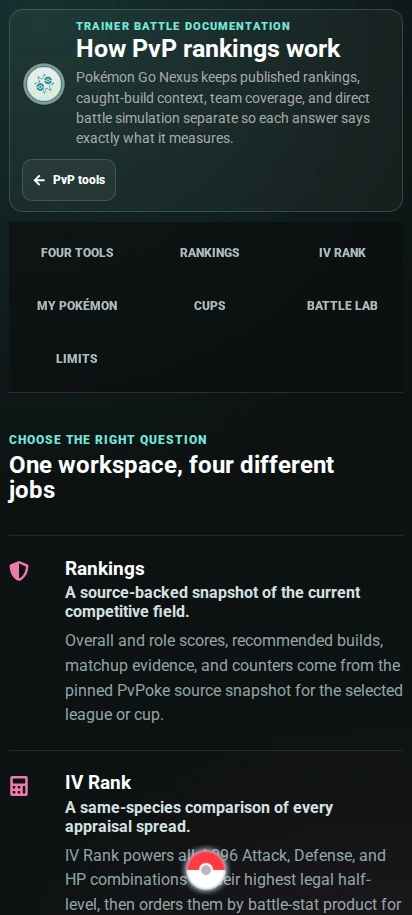 TRAINER BATTLE DOCUMENTATION
How PvP rankings work
Pokémon Go Nexus keeps published rankings,
caught-build context, team coverage, and direct
battle simulation separate so each answer says
exactly what it measures.
PvP tools
FOUR TOOLS RANKINGS IV RANK
MY POKÉMON CUPS BATTLE LAB
LIMITS
CHOOSE THE RIGHT QUESTION
One workspace, four different
jobs
Rankings
A source-backed snapshot of the current
competitive field.
Overall and role scores, recommended builds,
matchup evidence, and counters come from the
pinned PvPoke source snapshot for the selected
league or cup.
IV Rank
A same-species comparison of every
appraisal spread.
IV Rank powers Attack, Defense, and
HP combinations highest legal half-
level, then orders them by battle-stat product for